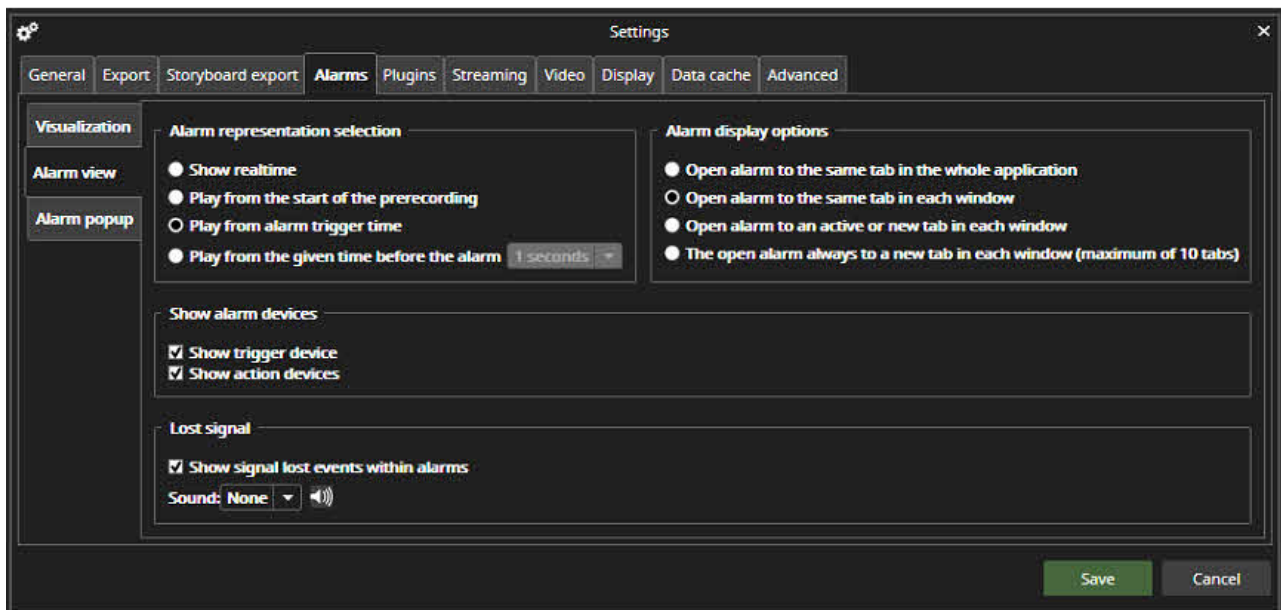 Settings
General Export Storyboard export Alarms Plugins Streaming Video Display Data cache Advanced
Visualization
Alarm view
Alarm popup
Alarm representation selection
Show realtime
Play from the start of the prerecording
Play from alarm trigger time
Play from the given time before the alarm 1 seconds
Alarm display options
Open alarm to the same tab in the whole application
Open alarm to the same tab in each window
Open alarm to an active or new tab in each window
The open alarm always to a new tab in each window (maximum of 10 tabs)
Show alarm devices
Show trigger device
Show action devices
Lost signal
Show signal lost events within alarms
Sound: None
Save Cancel